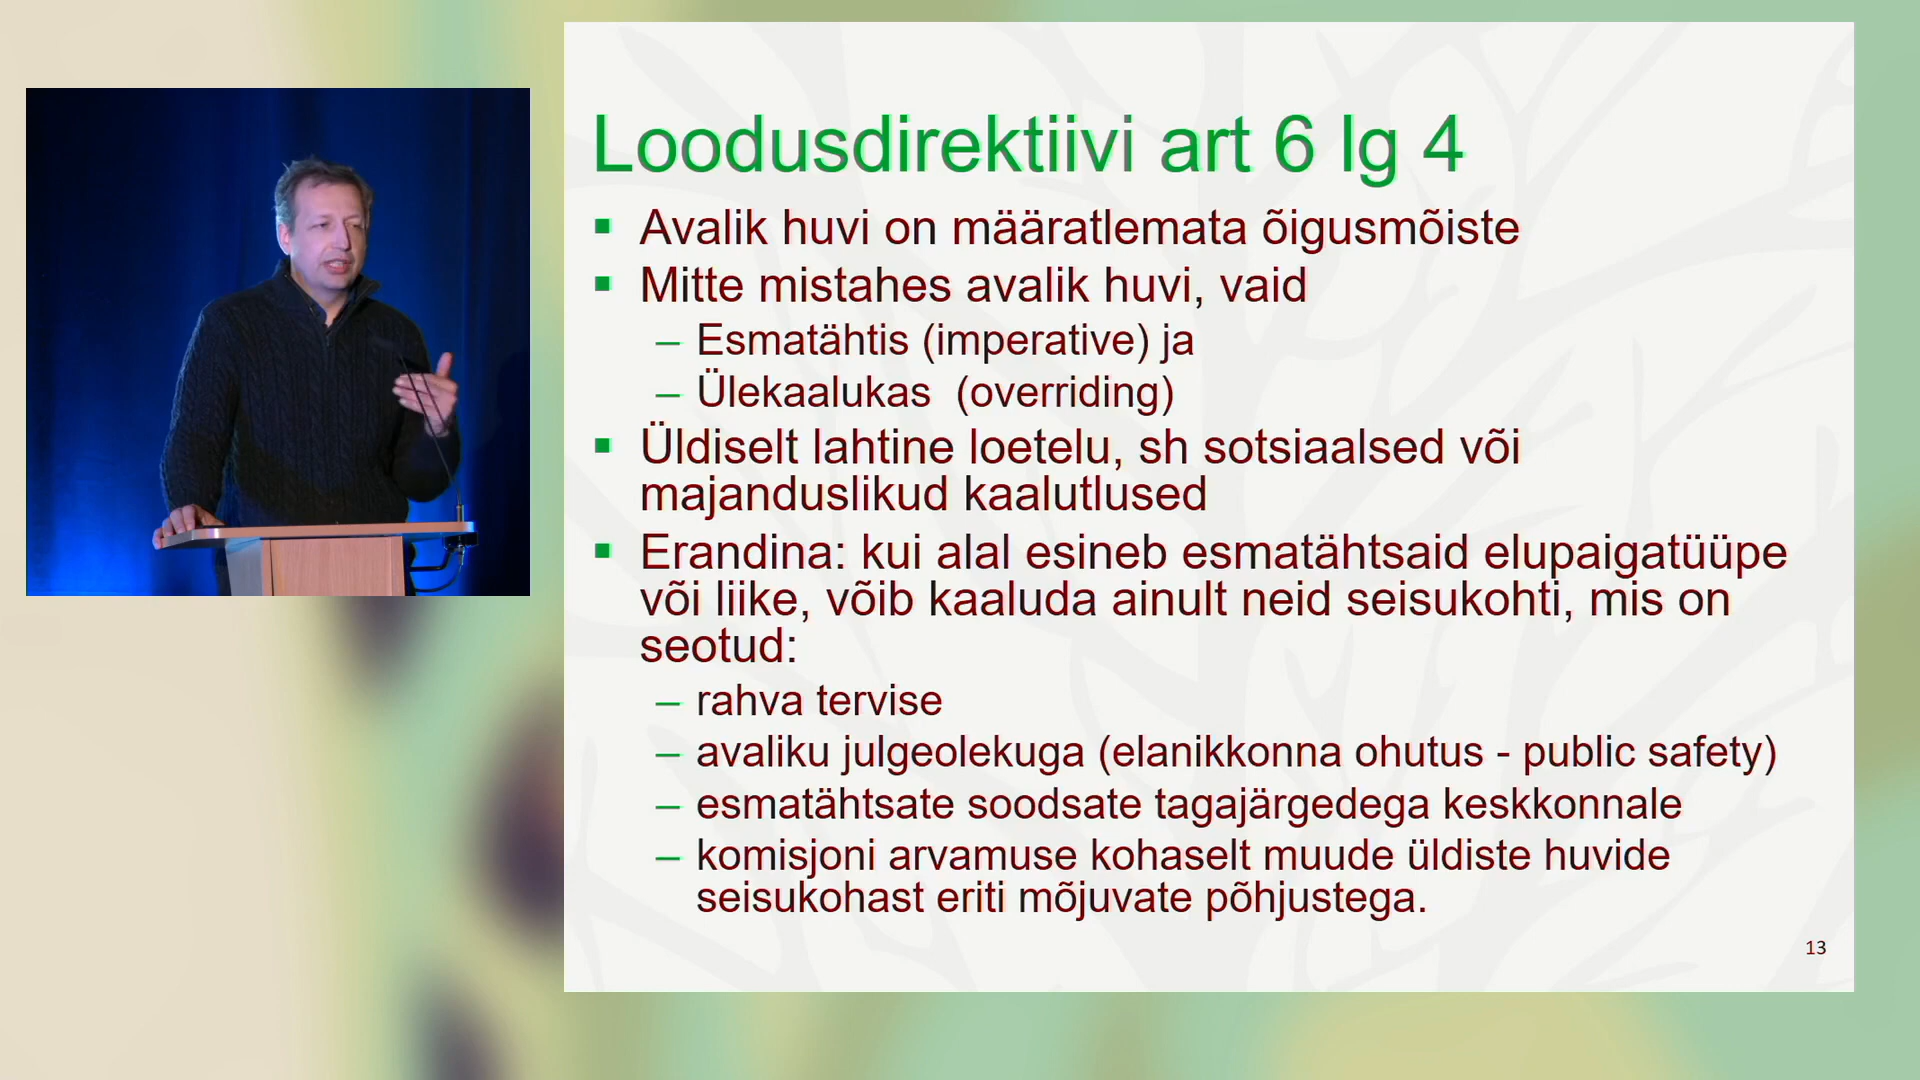 Loodusdirektiivi art 6 lg 4
▪ Avalik huvi on määratlemata õigusmõiste
▪ Mitte mistahes avalik huvi, vaid
– Esmatähtis (imperative) ja
– Ülekaalukas (overriding)
▪ Üldiselt lahtine loetelu, sh sotsiaalsed või
majanduslikud kaalutlused
▪ Erandina: kui alal esineb esmatähtsaid elupaigatüüpe
või liike, võib kaaluda ainult neid seisukohti, mis on
seotud:
– rahva tervise
– avaliku julgeolekuga (elanikkonna ohutus - public safety)
– esmatähtsate soodsate tagajärgedega keskkonnale
– komisjoni arvamuse kohaselt muude üldiste huvide
seisukohast eriti mõjuvate põhjustega.
13